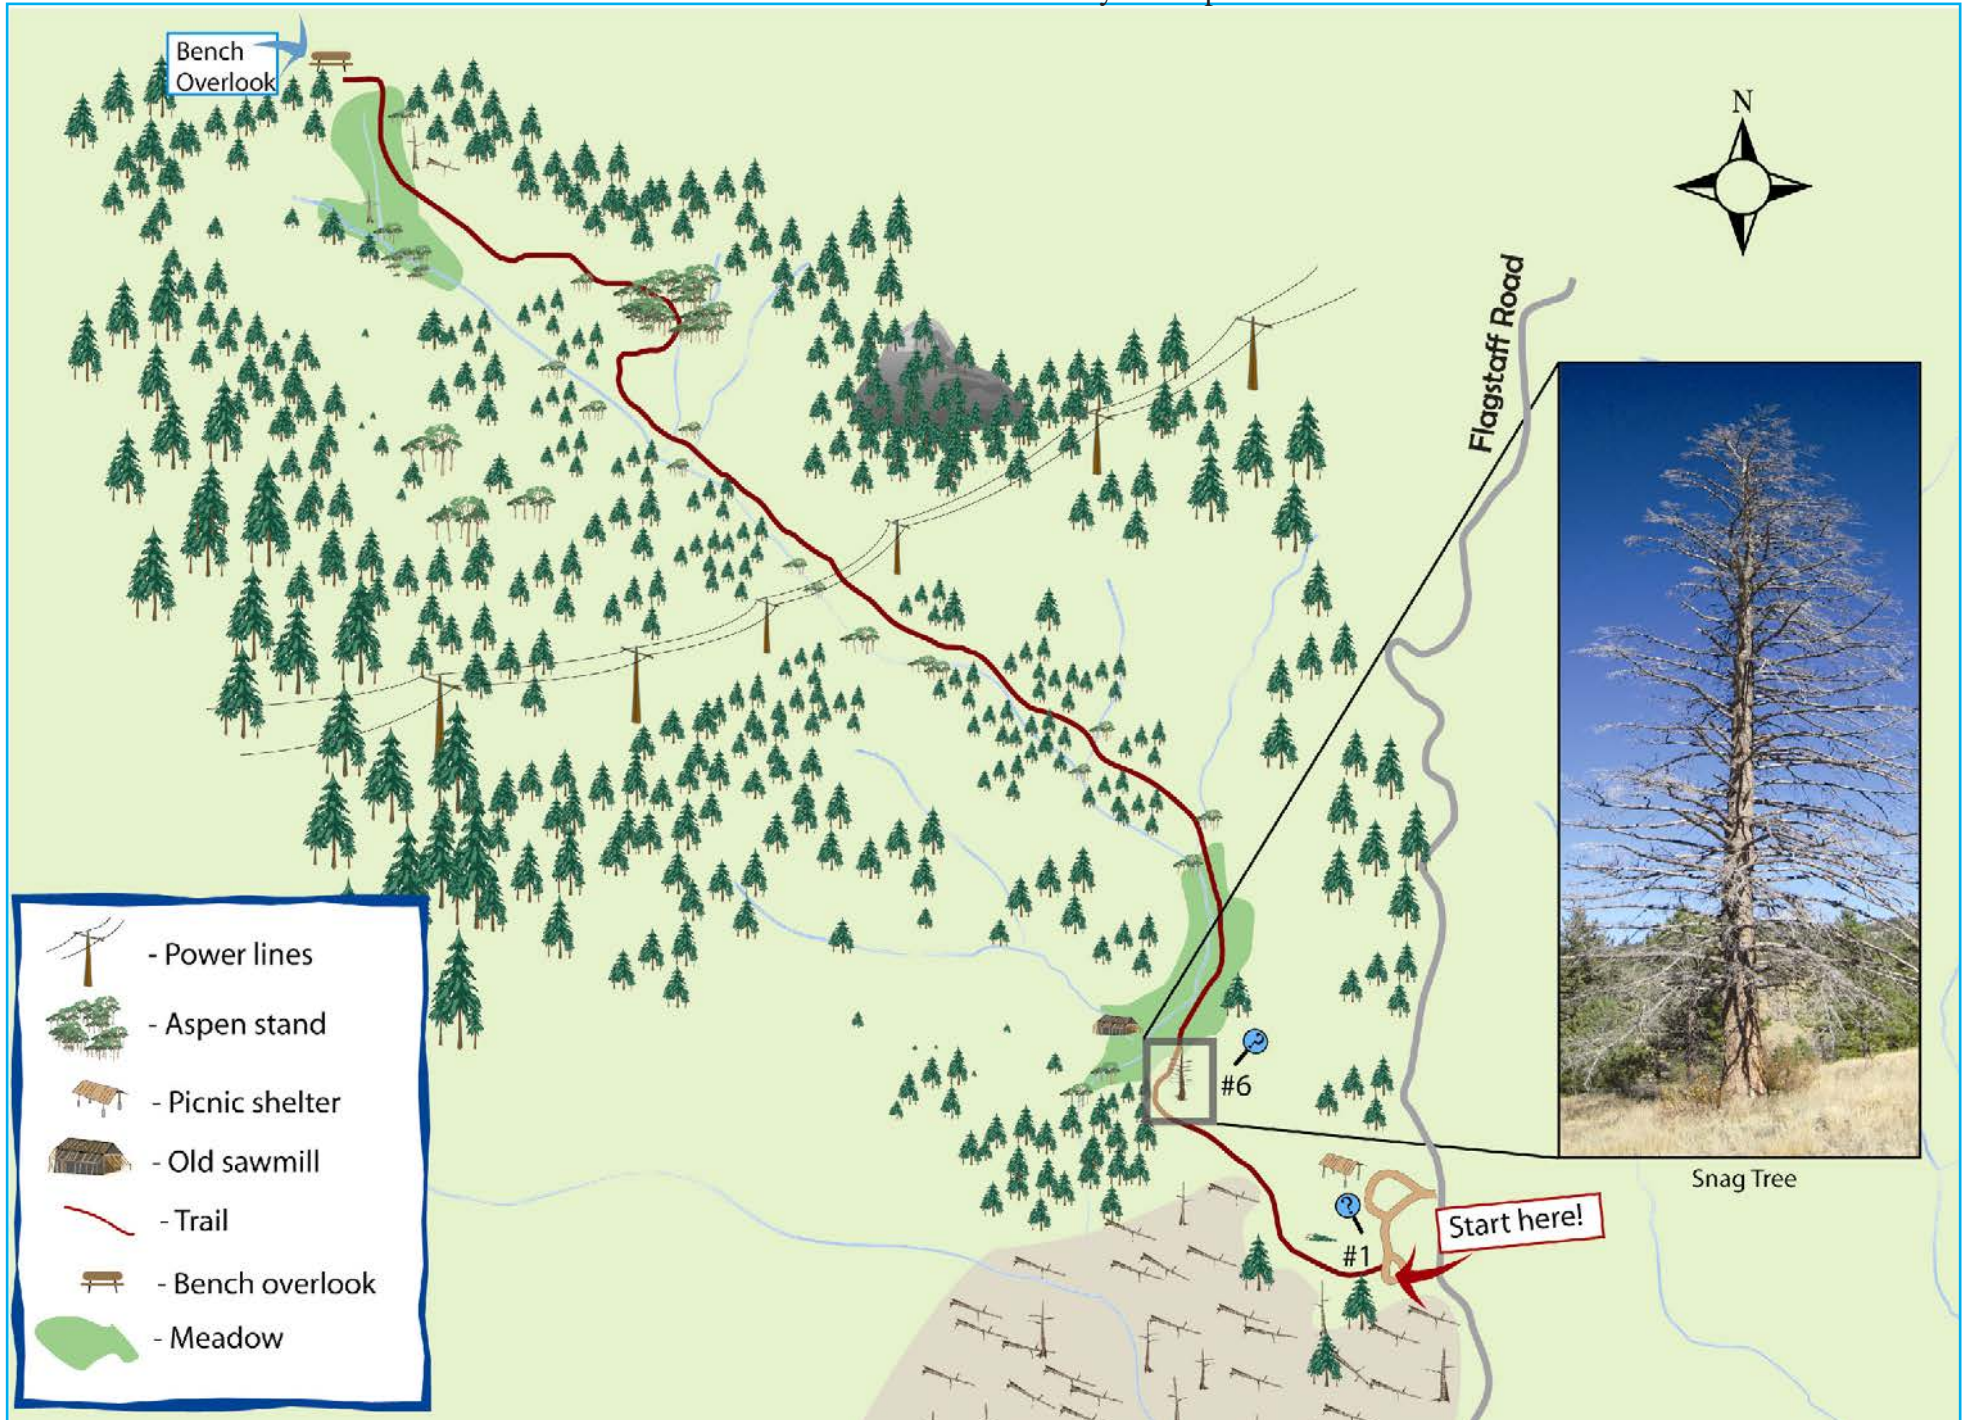 Bench
Overlook
N
Flagstaff Road
#6
Snag Tree
Start here!
#1
- Power lines
- Aspen stand
- Picnic shelter
- Old sawmill
- Trail
- Bench overlook
- Meadow